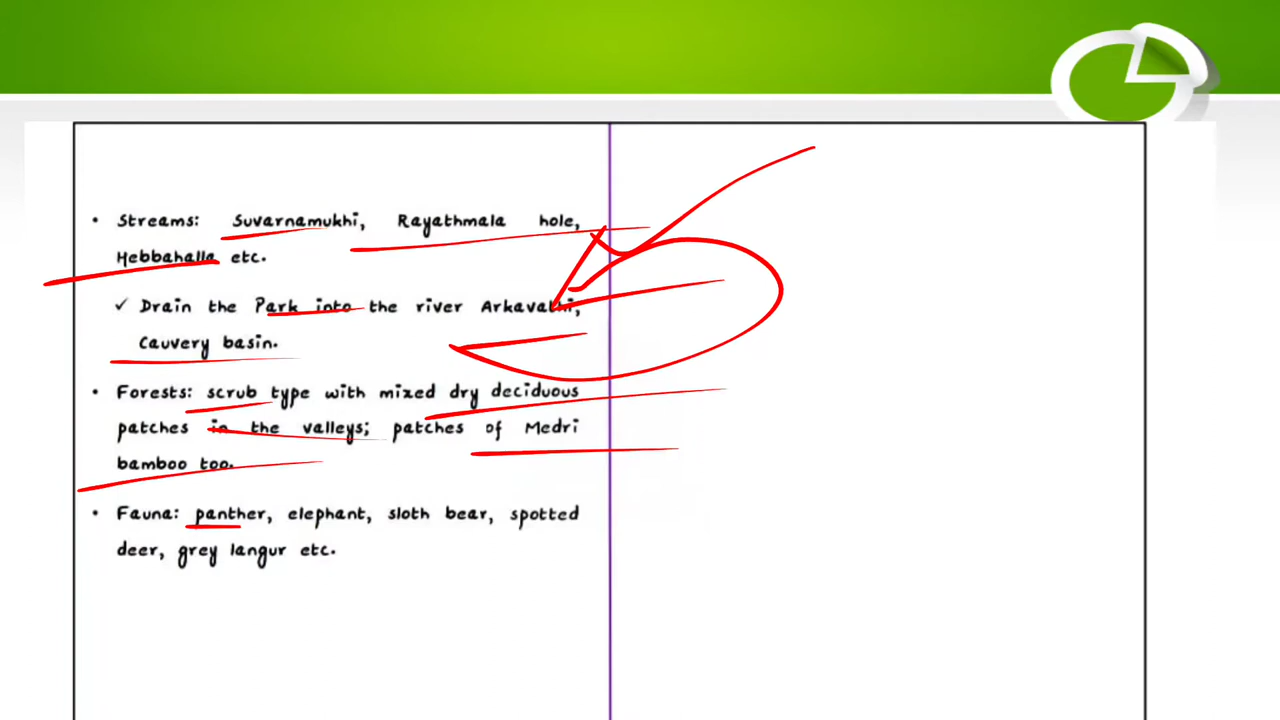 • Streams: Suvarnamukhi, Rayathmala hole,
Hebbahalla etc.
✓ Drain the Park into the river Arkavathi,
Cauvery basin.
• Forests: scrub type with mixed dry deciduous
patches in the valleys; patches of Medri
bamboo too.
• Fauna: panther, elephant, sloth bear, spotted
deer, grey langur etc.